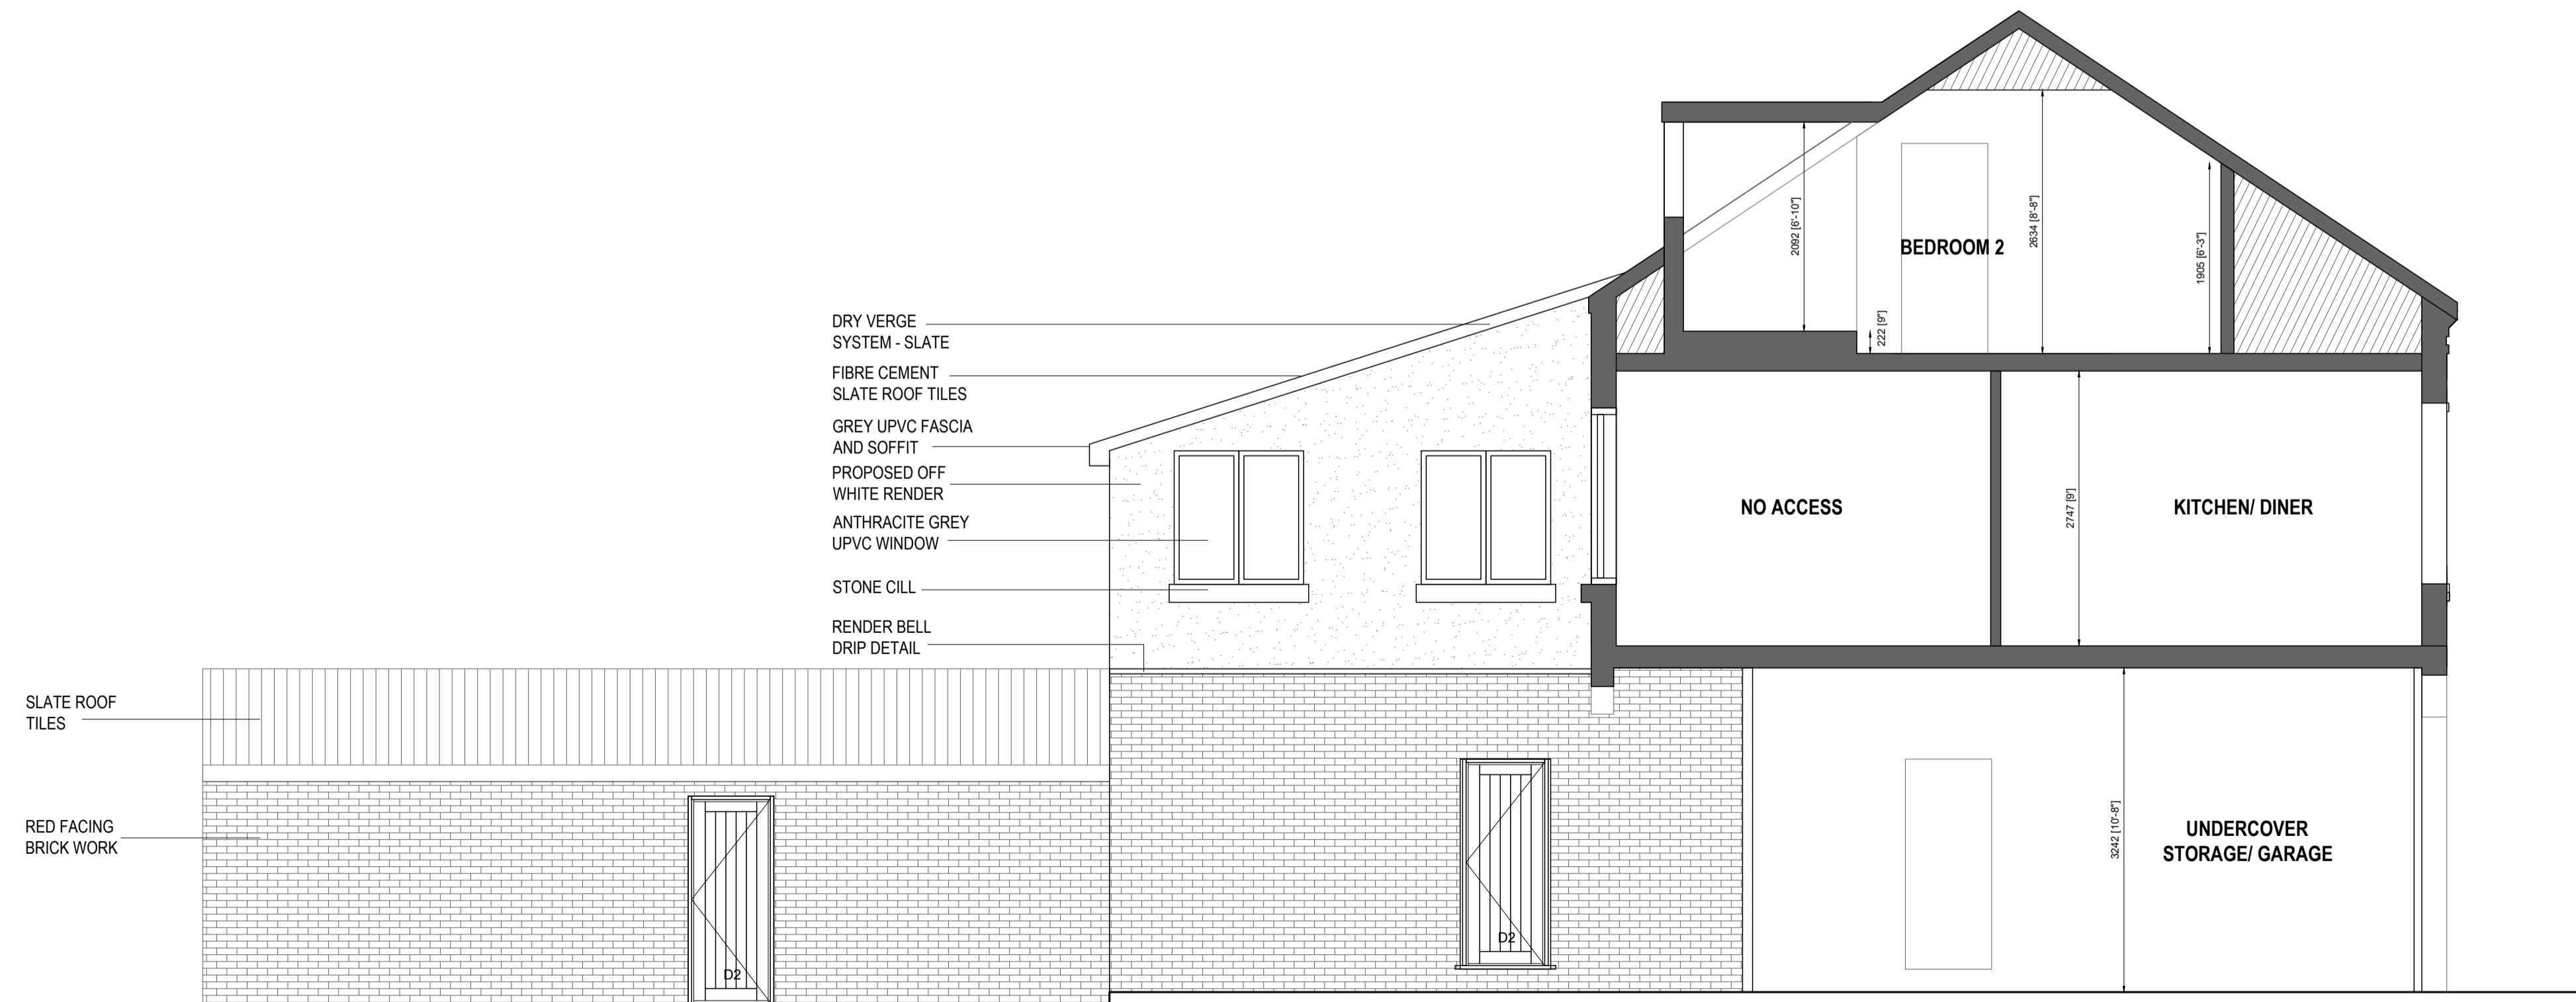 DRY VERGE
SYSTEM - SLATE
FIBRE CEMENT
SLATE ROOF TILES
GREY UPVC FASCIA
AND SOFFIT
PROPOSED OFF
WHITE RENDER
ANTHRACITE GREY
UPVC WINDOW
STONE CILL
RENDER BELL
DRIP DETAIL
SLATE ROOF
TILES
RED FACING
BRICK WORK
D2
D2
2092 [6'-10"]
222 [9"]
BEDROOM 2
2634 [8'-8"]
1905 [6'-3"]
NO ACCESS
2747 [9']
KITCHEN/ DINER
3242 [10'-8"]
UNDERCOVER
STORAGE/ GARAGE